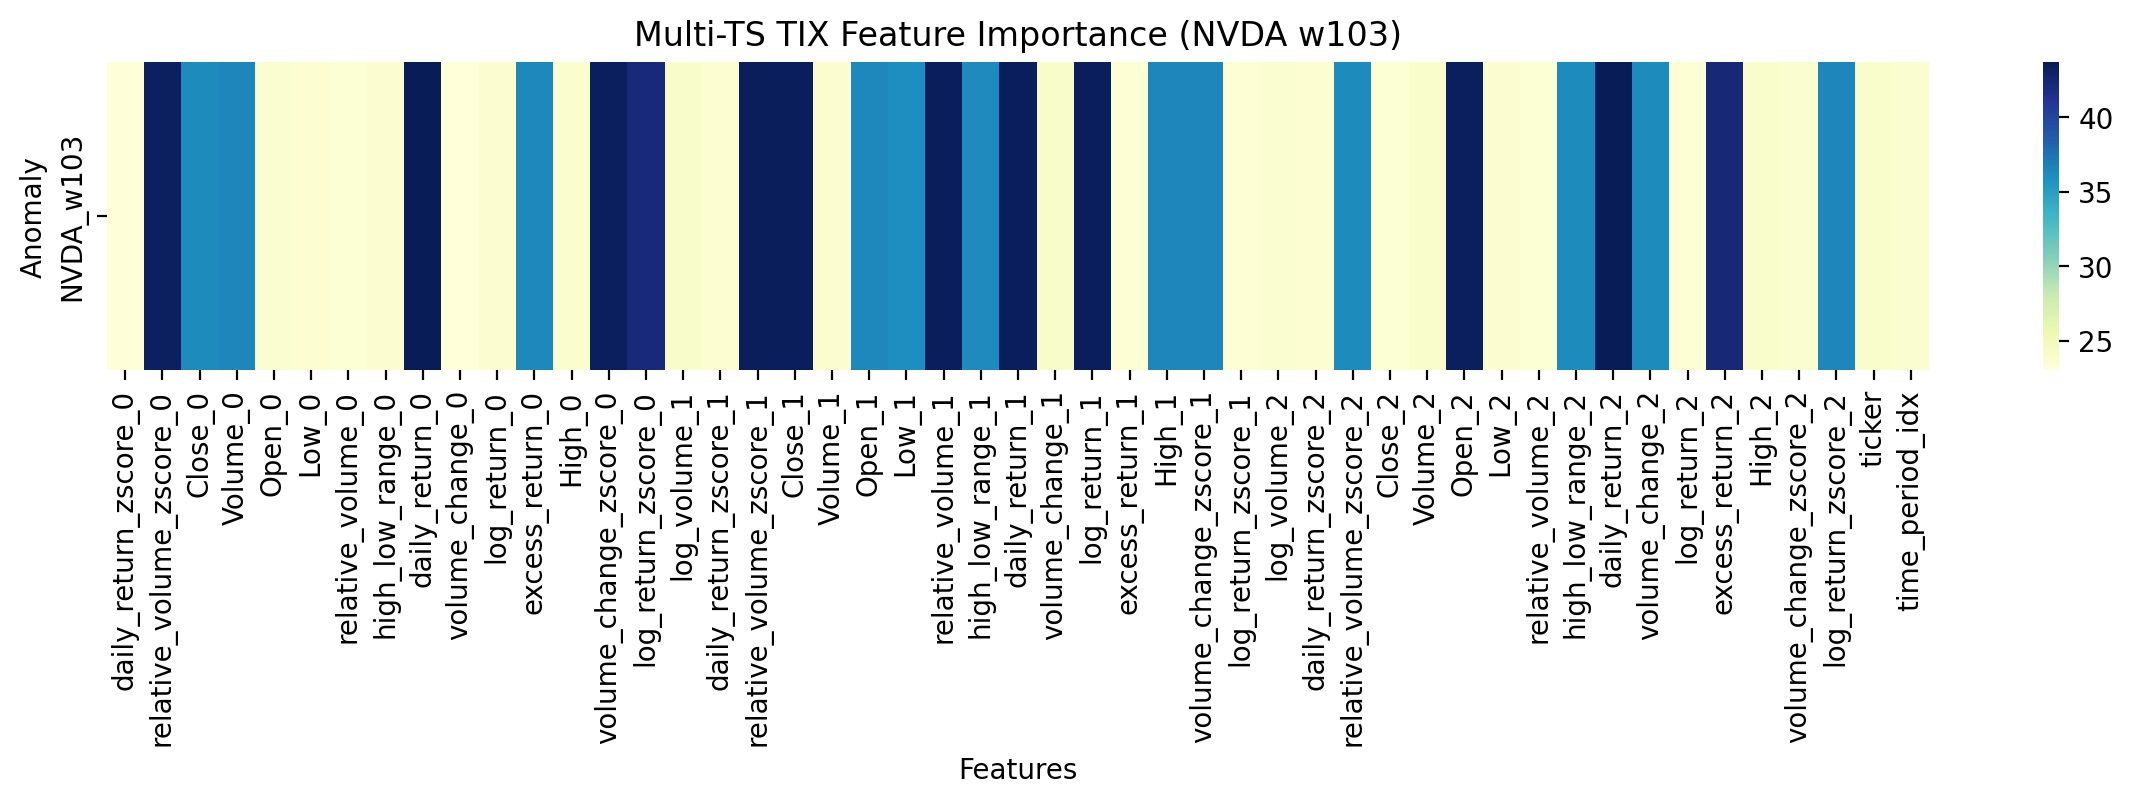 Multi-TS TIX Feature Importance (NVDA w103)
Anomaly
NVDA_w103
40
35
30
25
daily_return_zscore_0
relative_volume_zscore_0
Close_0
Volume_0
Open_0
Low_0
relative_volume_0
high_low_range_0
daily_return_0
volume_change_0
log_return_0
excess_return_0
High_0
volume_change_zscore_0
log_return_zscore_0
log_volume_1
daily_return_zscore_1
relative_volume_zscore_1
Close_1
Volume_1
Open_1
Low_1
relative_volume_1
high_low_range_1
daily_return_1
volume_change_1
log_return_1
excess_return_1
High_1
volume_change_zscore_1
log_return_zscore_1
log_volume_2
daily_return_zscore_2
relative_volume_zscore_2
Close_2
Volume_2
Open_2
Low_2
relative_volume_2
high_low_range_2
daily_return_2
volume_change_2
log_return_2
excess_return_2
High_2
volume_change_zscore_2
log_return_zscore_2
ticker
time_period_idx
Features